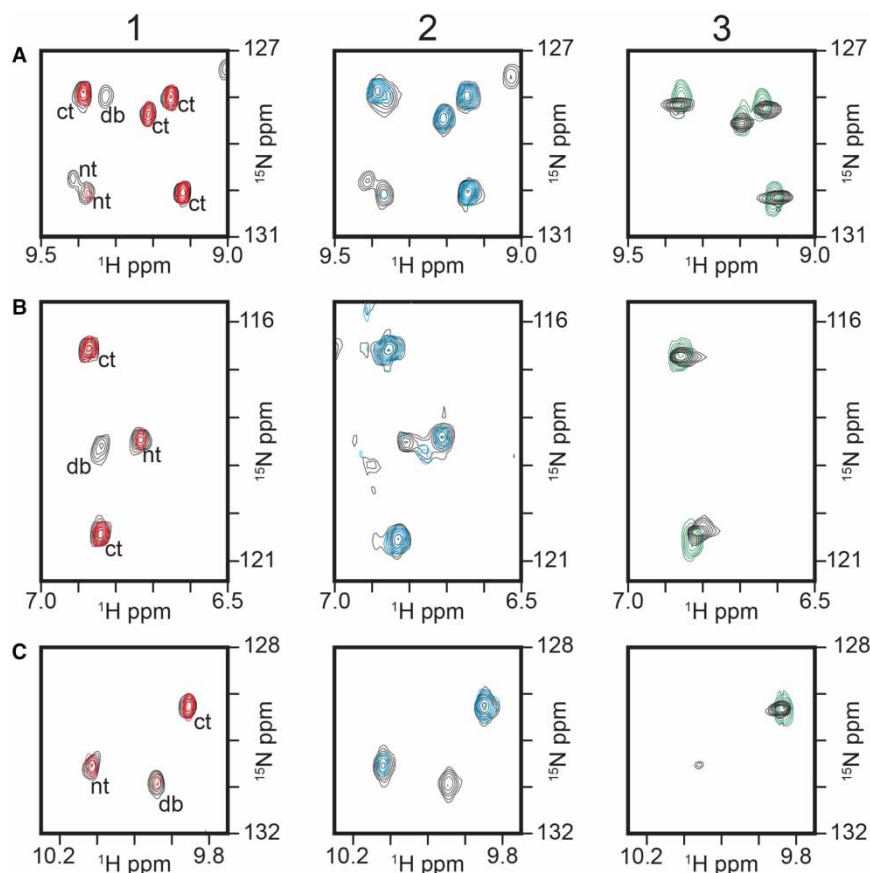 1 2 3
A
127
127
127
ct db ct
ct
nt
nt ct
¹⁵N ppm
¹⁵N ppm
¹⁵N ppm
131
131
131
9.5 9.0
9.5 9.0
9.5 9.0
¹H ppm
¹H ppm
¹H ppm
B
116
116
116
ct
db nt
ct
¹⁵N ppm
¹⁵N ppm
¹⁵N ppm
121
121
121
7.0 6.5
7.0 6.5
7.0 6.5
¹H ppm
¹H ppm
¹H ppm
C
128
128
128
ct
nt
db
¹⁵N ppm
¹⁵N ppm
¹⁵N ppm
132
132
132
10.2 9.8
10.2 9.8
10.2 9.8
¹H ppm
¹H ppm
¹H ppm